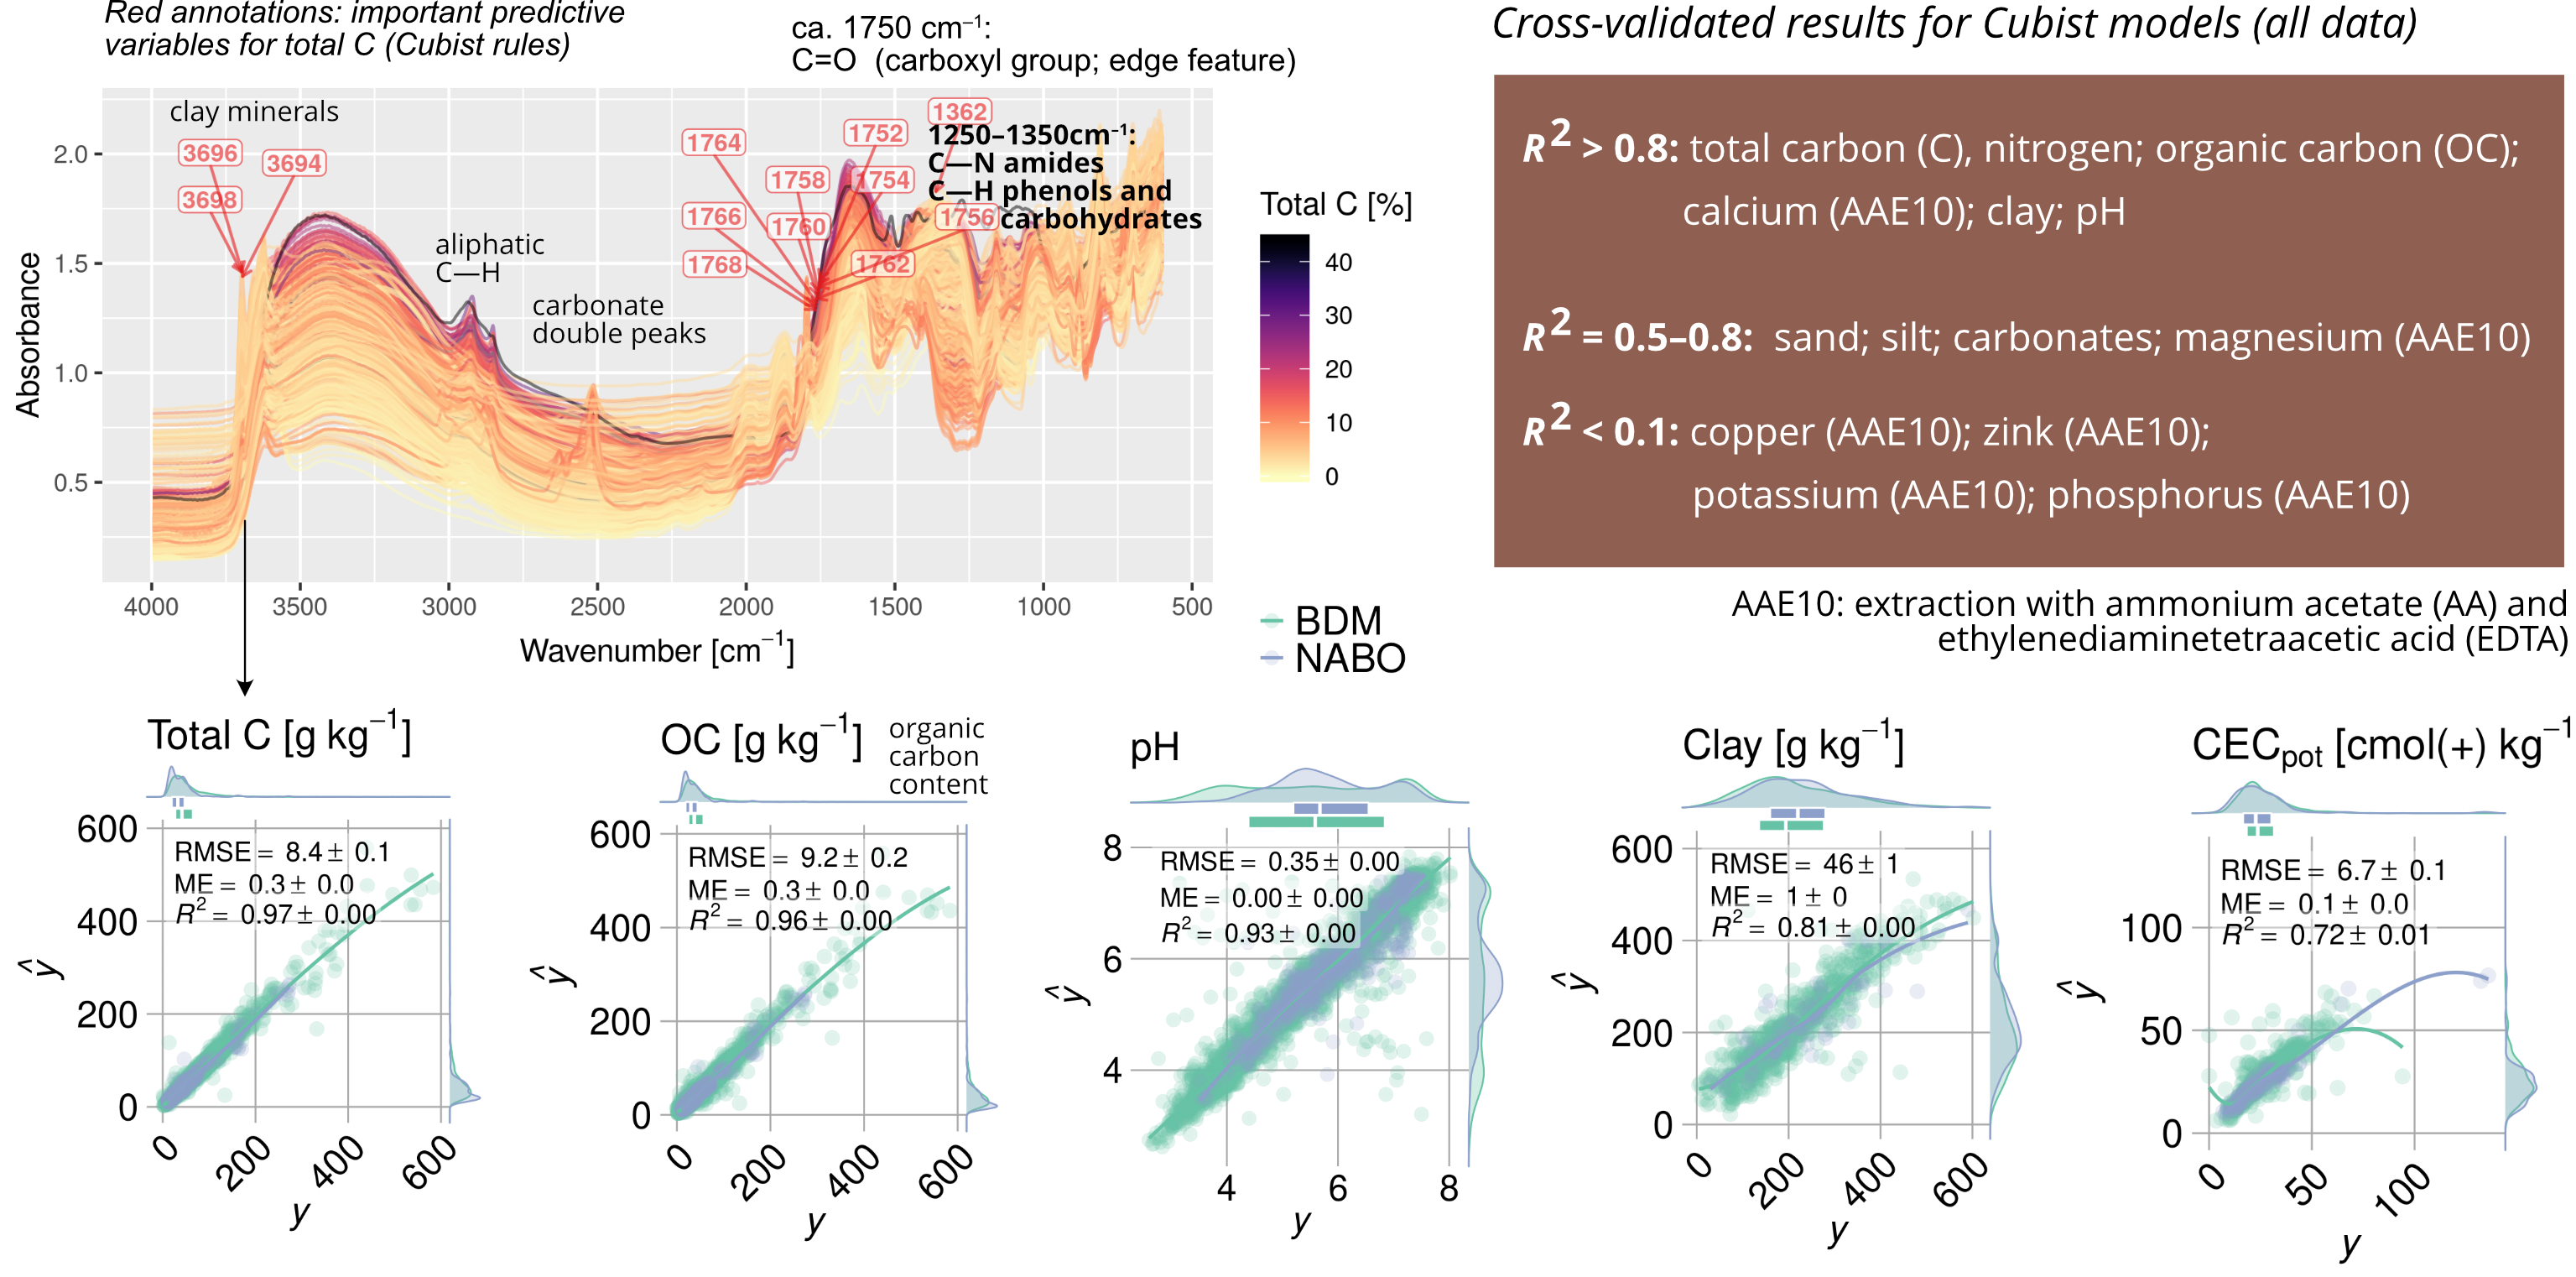 Red annotations: important predictive
variables for total C (Cubist rules)
ca. 1750 cm⁻¹:
C=O (carboxyl group; edge feature)
clay minerals
3696
3694
3698
aliphatic
C—H
carbonate
double peaks
1764
1752
1362
1758
1754
1766
1760
1756
1768
1762
1250–1350cm⁻¹:
C—N amides
C—H phenols and
carbohydrates
Absorbance
2.0
1.5
1.0
0.5
4000
3500
3000
2500
2000
1500
1000
500
Wavenumber [cm⁻¹]
Total C [%]
40
30
20
10
0
BDM
NABO
Cross-validated results for Cubist models (all data)
R² > 0.8: total carbon (C), nitrogen; organic carbon (OC);
calcium (AAE10); clay; pH
R² = 0.5–0.8: sand; silt; carbonates; magnesium (AAE10)
R² < 0.1: copper (AAE10); zink (AAE10);
potassium (AAE10); phosphorus (AAE10)
AAE10: extraction with ammonium acetate (AA) and
ethylenediaminetetraacetic acid (EDTA)
Total C [g kg⁻¹]
RMSE = 8.4 ± 0.1
ME = 0.3 ± 0.0
R² = 0.97 ± 0.00
600
400
200
0
ŷ
0
200
400
600
y
OC [g kg⁻¹]
organic
carbon
content
RMSE = 9.2 ± 0.2
ME = 0.3 ± 0.0
R² = 0.96 ± 0.00
600
400
200
0
ŷ
0
200
400
600
y
pH
RMSE = 0.35 ± 0.00
ME = 0.00 ± 0.00
R² = 0.93 ± 0.00
8
6
4
ŷ
4
6
8
y
Clay [g kg⁻¹]
RMSE = 46 ± 1
ME = 1 ± 0
R² = 0.81 ± 0.00
600
400
200
0
ŷ
0
200
400
600
y
CECpot [cmol(+) kg⁻¹
RMSE = 6.7 ± 0.1
ME = 0.1 ± 0.0
R² = 0.72 ± 0.01
100
50
0
ŷ
0
50
100
y